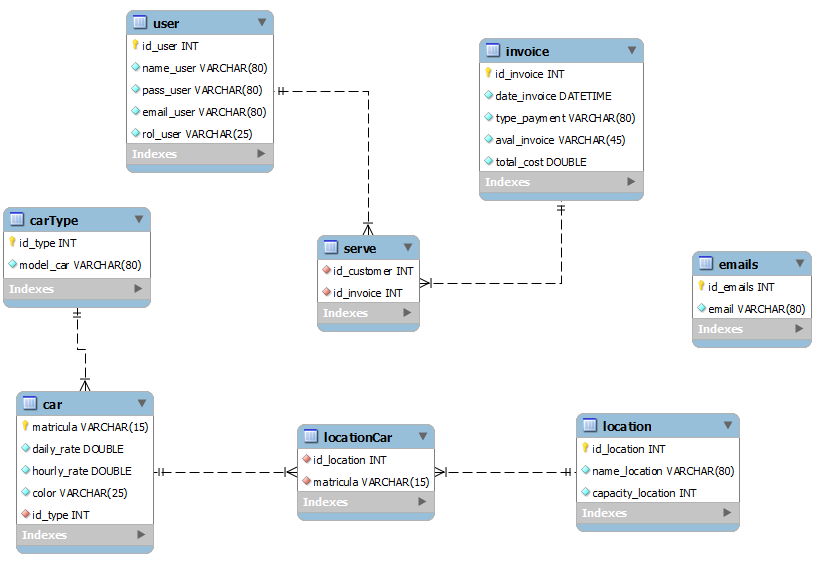 user
id_user INT
name_user VARCHAR(80)
pass_user VARCHAR(80)
email_user VARCHAR(80)
rol_user VARCHAR(25)
Indexes
invoice
id_invoice INT
date_invoice DATETIME
type_payment VARCHAR(80)
aval_invoice VARCHAR(45)
total_cost DOUBLE
Indexes
carType
id_type INT
model_car VARCHAR(80)
Indexes
serve
id_customer INT
id_invoice INT
Indexes
emails
id_emails INT
email VARCHAR(80)
Indexes
car
matricula VARCHAR(15)
daily_rate DOUBLE
hourly_rate DOUBLE
color VARCHAR(25)
id_type INT
Indexes
locationCar
id_location INT
matricula VARCHAR(15)
Indexes
location
id_location INT
name_location VARCHAR(80)
capacity_location INT
Indexes